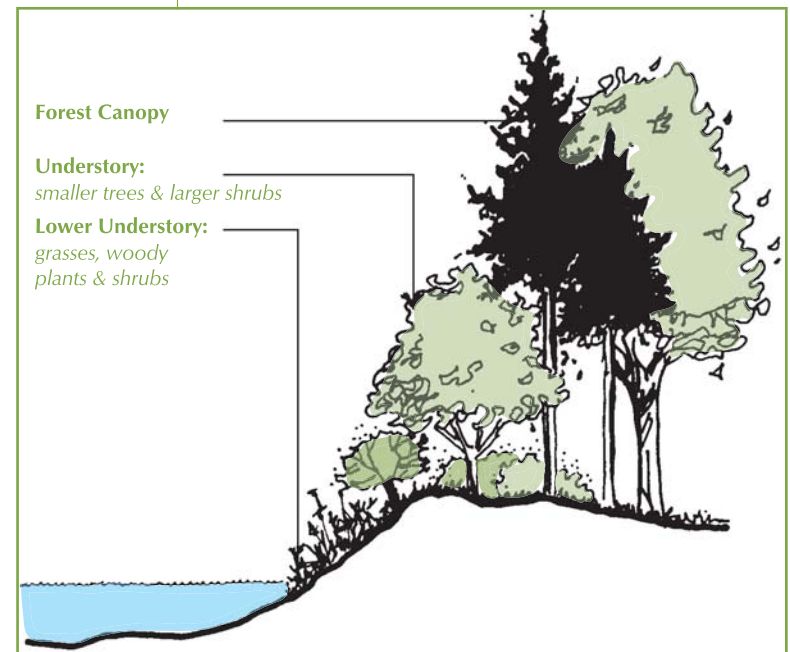 Forest Canopy
Understory:
smaller trees & larger shrubs
Lower Understory:
grasses, woody
plants & shrubs